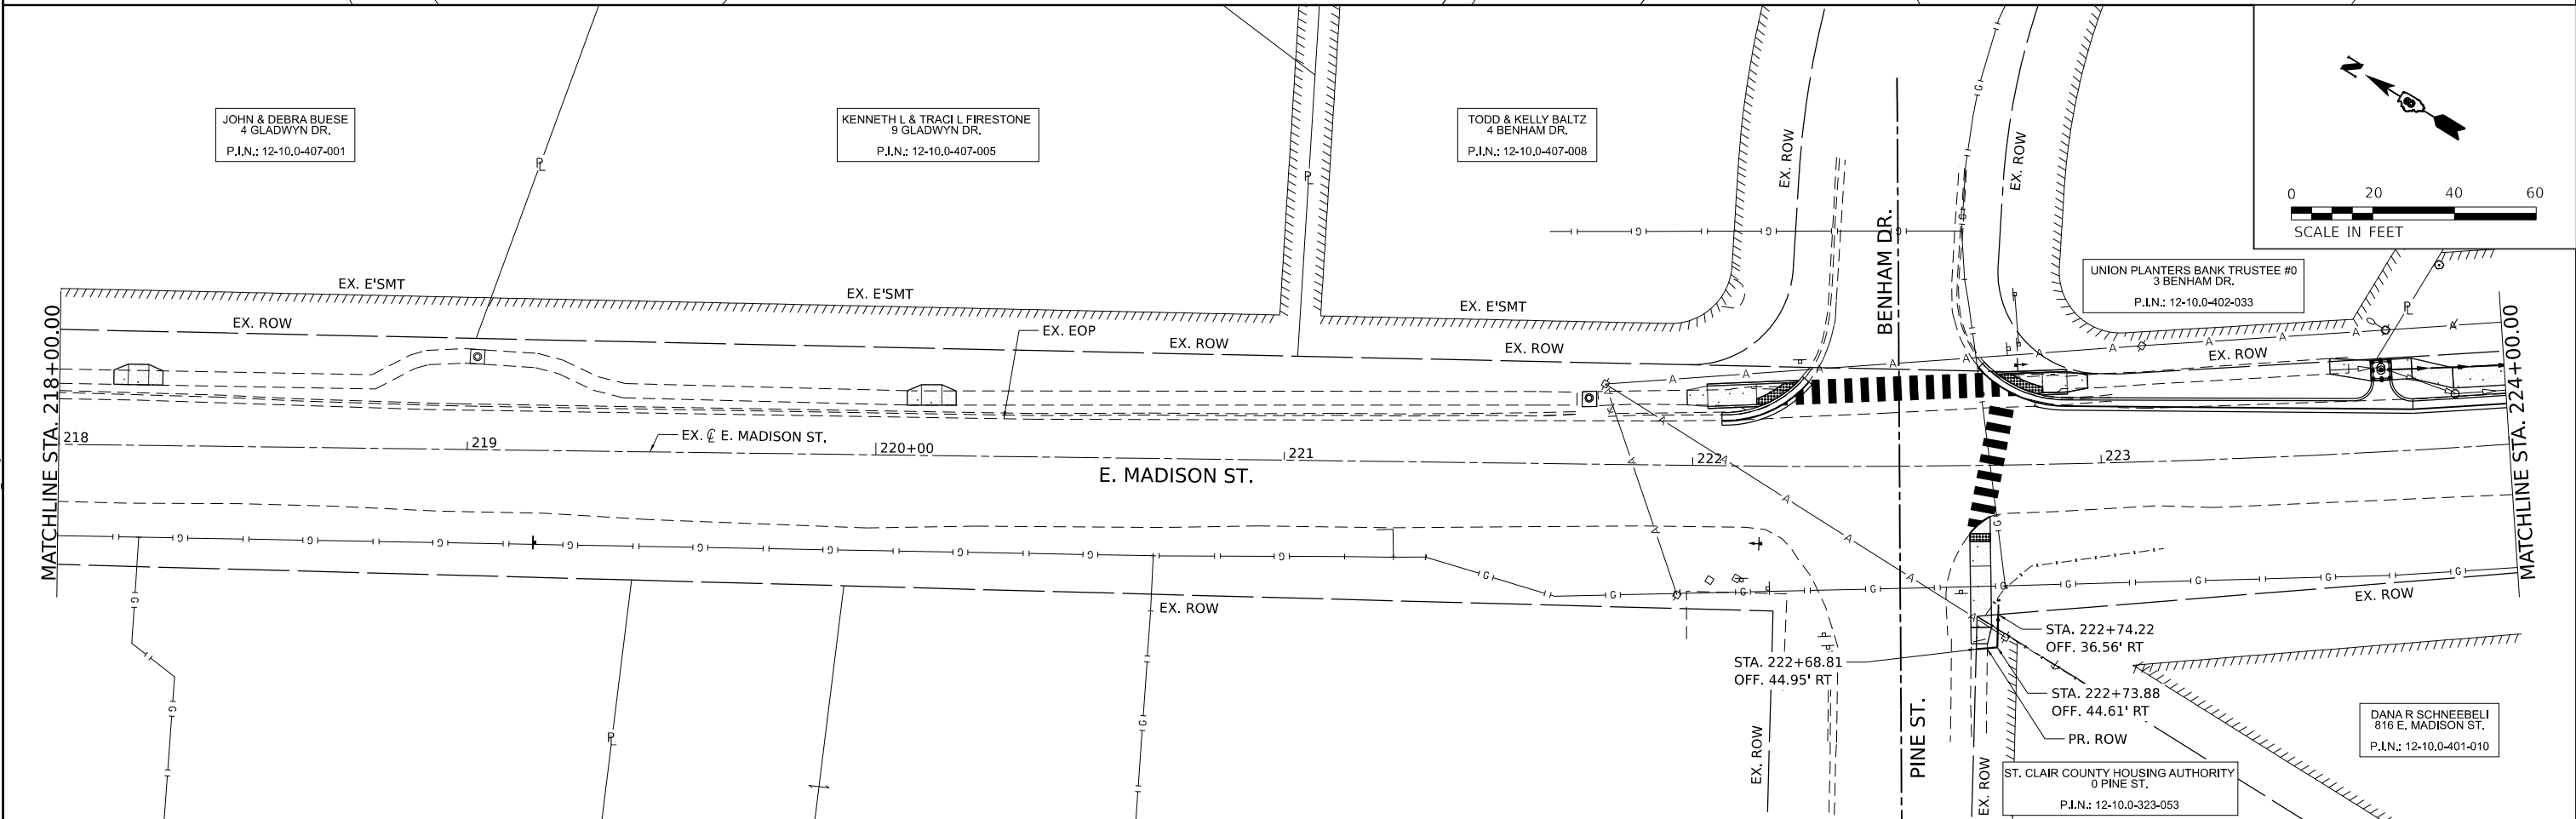 JOHN & DEBRA BUESE
4 GLADWYN DR.
P.I.N.: 12-10.0-407-001
KENNETH L & TRACI L FIRESTONE
9 GLADWYN DR.
P.I.N.: 12-10.0-407-005
TODD & KELLY BALTZ
4 BENHAM DR.
P.I.N.: 12-10.0-407-008
EX. ROW
BENHAM DR.
EX. ROW
N
0 20 40 60
SCALE IN FEET
UNION PLANTERS BANK TRUSTEE #0
3 BENHAM DR.
P.I.N.: 12-10.0-402-033
EX. E'SMT
EX. E'SMT
EX. E'SMT
EX. ROW
EX. EOP
EX. ROW
EX. ROW
EX. ROW
MATCHLINE STA. 218+00.00
218
219
EX. ℄ E. MADISON ST.
220+00
221
222
223
E. MADISON ST.
MATCHLINE STA. 224+00.00
EX. ROW
EX. ROW
STA. 222+74.22
OFF. 36.56' RT
STA. 222+68.81
OFF. 44.95' RT
STA. 222+73.88
OFF. 44.61' RT
PR. ROW
EX. ROW
PINE ST.
EX. ROW
DANA R SCHNEEBELI
816 E. MADISON ST.
P.I.N.: 12-10.0-401-010
ST. CLAIR COUNTY HOUSING AUTHORITY
0 PINE ST.
P.I.N.: 12-10.0-323-053